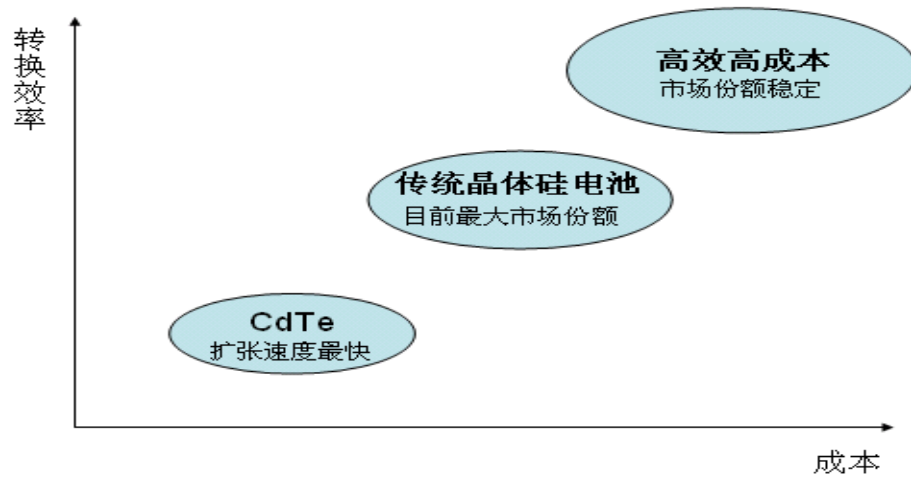 转换效率
高效高成本
市场份额稳定
传统晶体硅电池
目前最大市场份额
CdTe
扩张速度最快
成本